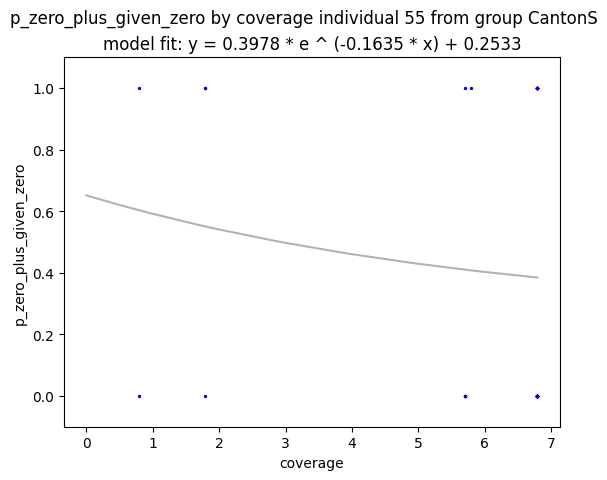 p_zero_plus_given_zero by coverage individual 55 from group CantonS
model fit: y = 0.3978 * e ^ (-0.1635 * x) + 0.2533
1.0
0.8
0.6
0.4
0.2
0.0
p_zero_plus_given_zero
0 1 2 3 4 5 6 7
coverage